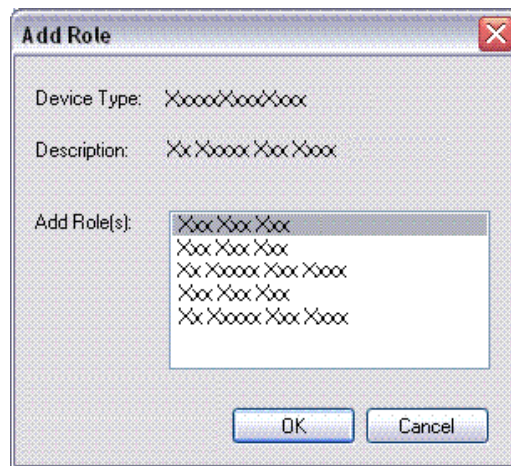 Add Role
Device Type: XxxxxXxxxXxxx
Description: Xx Xxxxx Xxx Xxxx
Add Role(s):
Xxx Xxx Xxx
Xxx Xxx Xxx
Xx Xxxxx Xxx Xxxx
Xxx Xxx Xxx
Xx Xxxxx Xxx Xxxx
OK Cancel